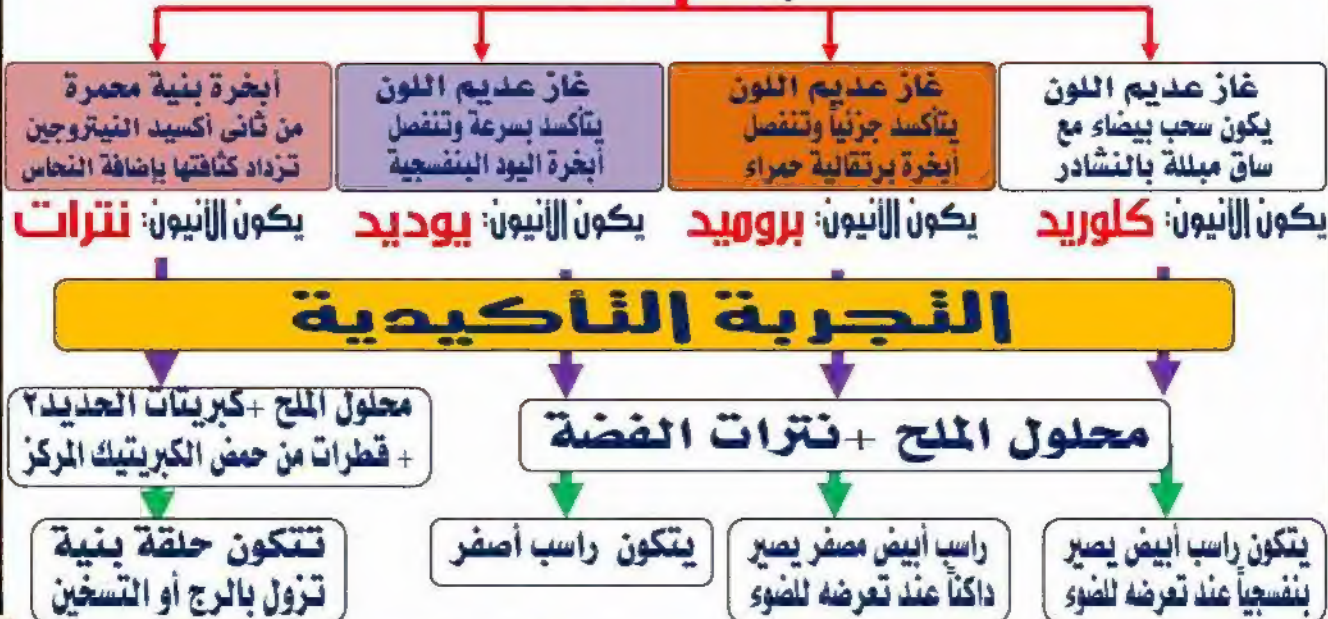 غاز عديم اللون
يكون سحب بيضاء مع
ساق مبللة بالنشادر
غاز عديم اللون
يتأكسد جزئياً وتنفصل
أبخرة برتقالية حمراء
غاز عديم اللون
يتأكسد بسرعة وتنفصل
أبخرة اليود البنفسجية
أبخرة بنية محمرة
من ثانى أكسيد النيتروجين
تزداد كثافتها بإضافة النحاس
يكون الأنيون: كلوريد
يكون الأنيون: بروميد
يكون الأنيون: يوديد
يكون الأنيون: نترات
التجربة التأكيدية
محلول الملح + نترات الفضة
محلول الملح + كبريتات الحديد٢
+ قطرات من حمض الكبريتيك المركز
يتكون راسب أبيض يصير
بنفسجياً عند تعرضه للضوء
راسب أبيض مصفر يصير
داكناً عند تعرضه للضوء
يتكون راسب أصفر
تتكون حلقة بنية
تزول بالرج أو التسخين